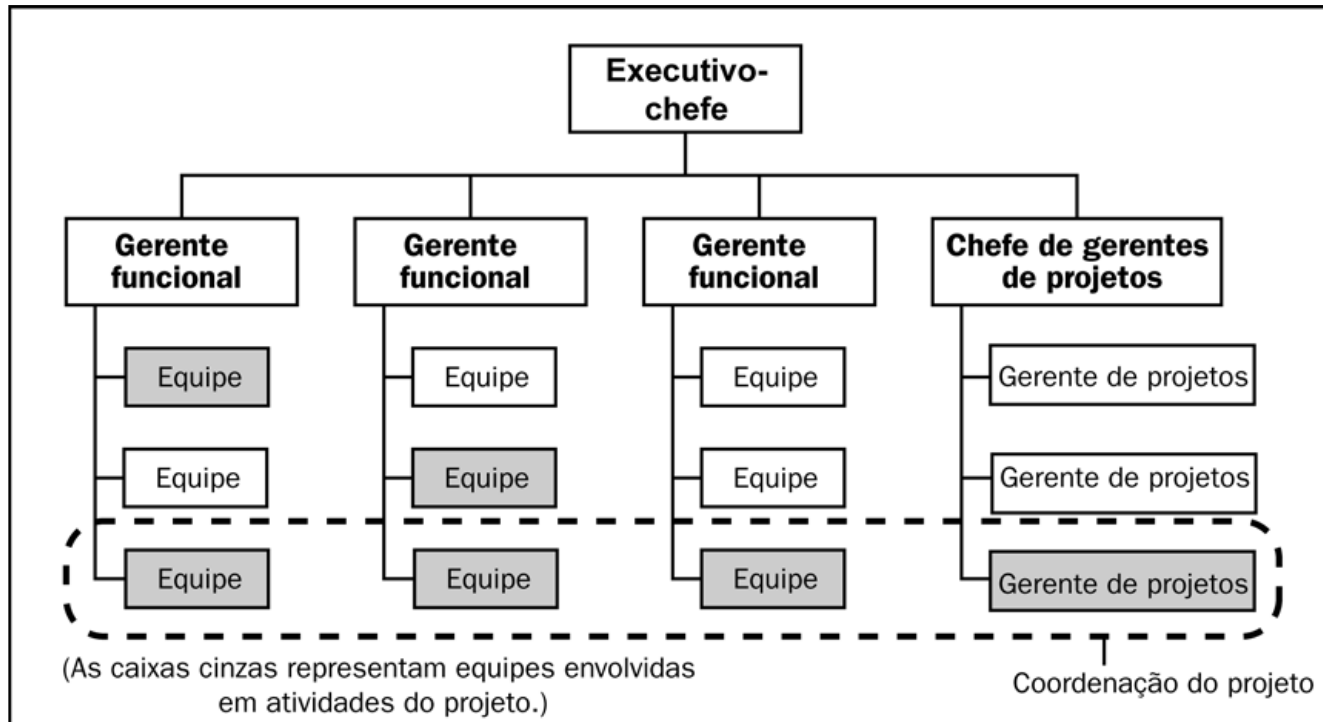 Executivo-
chefe
Gerente
funcional
Gerente
funcional
Gerente
funcional
Chefe de gerentes
de projetos
Equipe
Equipe
Equipe
Gerente de projetos
Equipe
Equipe
Equipe
Gerente de projetos
Equipe
Equipe
Equipe
Gerente de projetos
(As caixas cinzas representam equipes envolvidas
em atividades do projeto.)
Coordenação do projeto